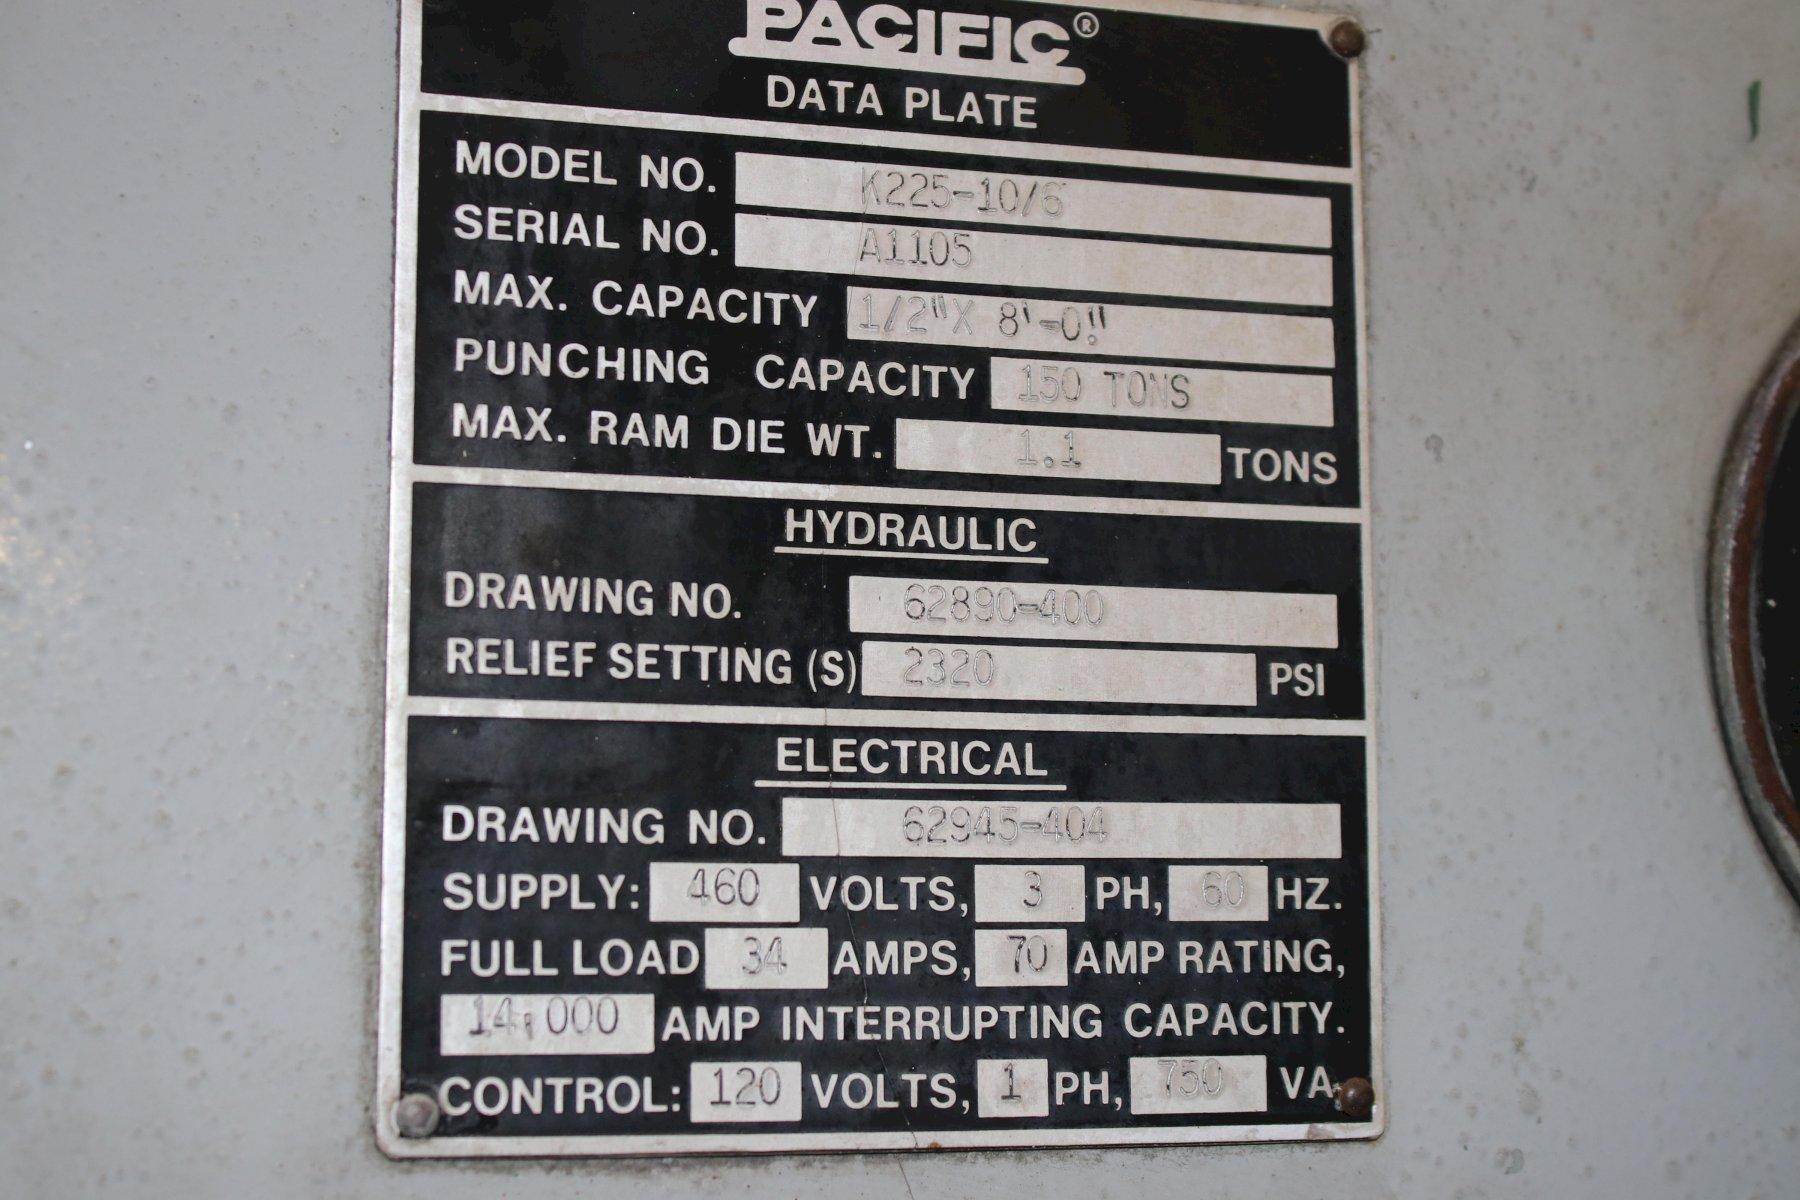 PACIFIC®
DATA PLATE
MODEL NO. K225-10/6
SERIAL NO. A1105
MAX. CAPACITY 1/2"X 8'-0"
PUNCHING CAPACITY 150 TONS
MAX. RAM DIE WT. 1.1 TONS
HYDRAULIC
DRAWING NO. 62890-400
RELIEF SETTING (S) 2320 PSI
ELECTRICAL
DRAWING NO. 62945-404
SUPPLY: 460 VOLTS, 3 PH, 60 HZ.
FULL LOAD 34 AMPS, 70 AMP RATING,
14,000 AMP INTERRUPTING CAPACITY.
CONTROL: 120 VOLTS, 1 PH, 750 VA.